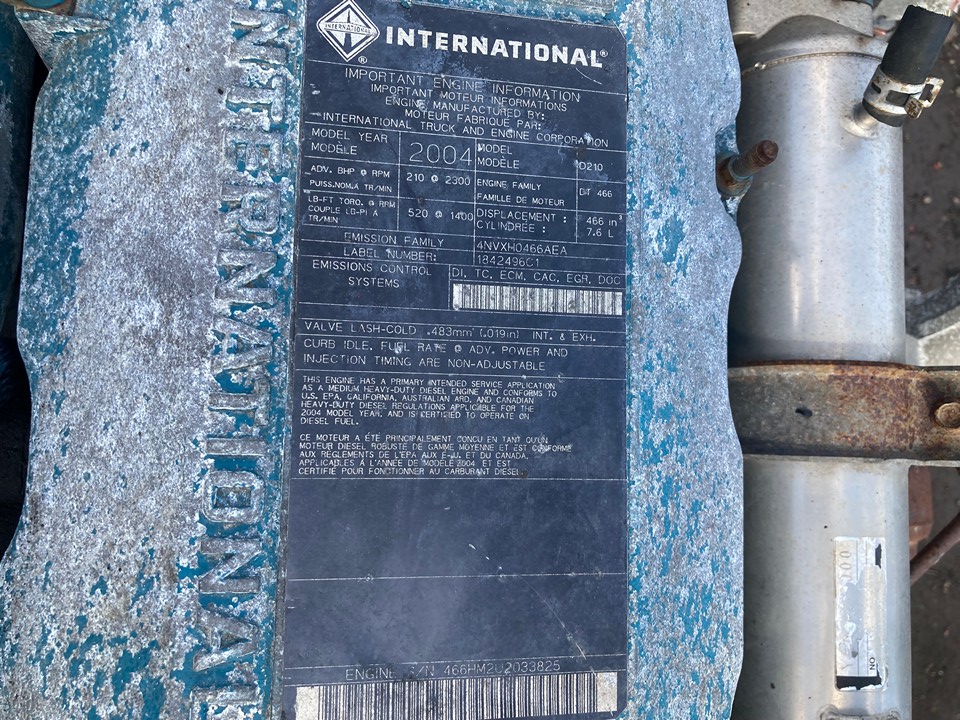 INTERNATIONAL
INTERNATIONAL®
INTERNATIONAL
IMPORTANT ENGINE INFORMATION
IMPORTANT MOTEUR INFORMATIONS
ENGINE MANUFACTURED BY:
MOTEUR FABRIQUE PAR:
INTERNATIONAL TRUCK AND ENGINE CORPORATION
MODEL YEAR
MODÈLE
2004
MODEL
MODÈLE
D210
ADV. BHP @ RPM
PUISS.NOM.A TR/MIN
210 @ 2300
ENGINE FAMILY
FAMILLE DE MOTEUR
DIT 466
LB-FT TORQ. @ RPM
COUPLE LB-PI A
TR/MIN
520 @ 1400
DISPLACEMENT :
CYLINDREE :
466 in³
7.6 L
EMISSION FAMILY
4NVXH0466AEA
LABEL NUMBER:
1842496C1
EMISSIONS CONTROL
SYSTEMS
DI, TC, ECM, CAC, EGR, DOC
VALVE LASH-COLD .483mm (.019in) INT. & EXH.
CURB IDLE, FUEL RATE @ ADV. POWER AND
INJECTION TIMING ARE NON-ADJUSTABLE
THIS ENGINE HAS A PRIMARY INTENDED SERVICE APPLICATION
AS A MEDIUM HEAVY-DUTY DIESEL ENGINE AND CONFORMS TO
U.S. EPA, CALIFORNIA, AUSTRALIAN ARD, AND CANADIAN
HEAVY-DUTY DIESEL REGULATIONS APPLICABLE FOR THE
2004 MODEL YEAR, AND IS CERTIFIED TO OPERATE ON
DIESEL FUEL.
CE MOTEUR A ÉTÉ PRINCIPALEMENT CONCU EN TANT QU'UN
MOTEUR DIESEL ROBUSTE DE GAMME MOYENNE ET EST CONFORME
AUX RÈGLEMENTS DE L'EPA AUX E-U. ET DU CANADA.
APPLICABLES À L'ANNÉE DE MODÈLE 2004, ET EST
CERTIFIE POUR FONCTIONNER AU CARBURANT DIESEL.
ENGINE S/N 466HM2U2033825
NO